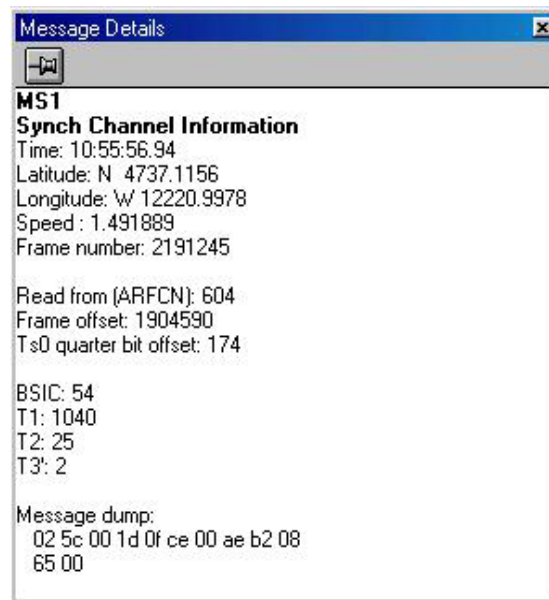 Message Details
MS1
Synch Channel Information
Time: 10:55:56.94
Latitude: N  4737.1156
Longitude: W 12220.9978
Speed : 1.491889
Frame number: 2191245
Read from (ARFCN): 604
Frame offset: 1904590
Ts0 quarter bit offset: 174
BSIC: 54
T1: 1040
T2: 25
T3': 2
Message dump:
02 5c 00 1d 0f ce 00 ae b2 08
65 00